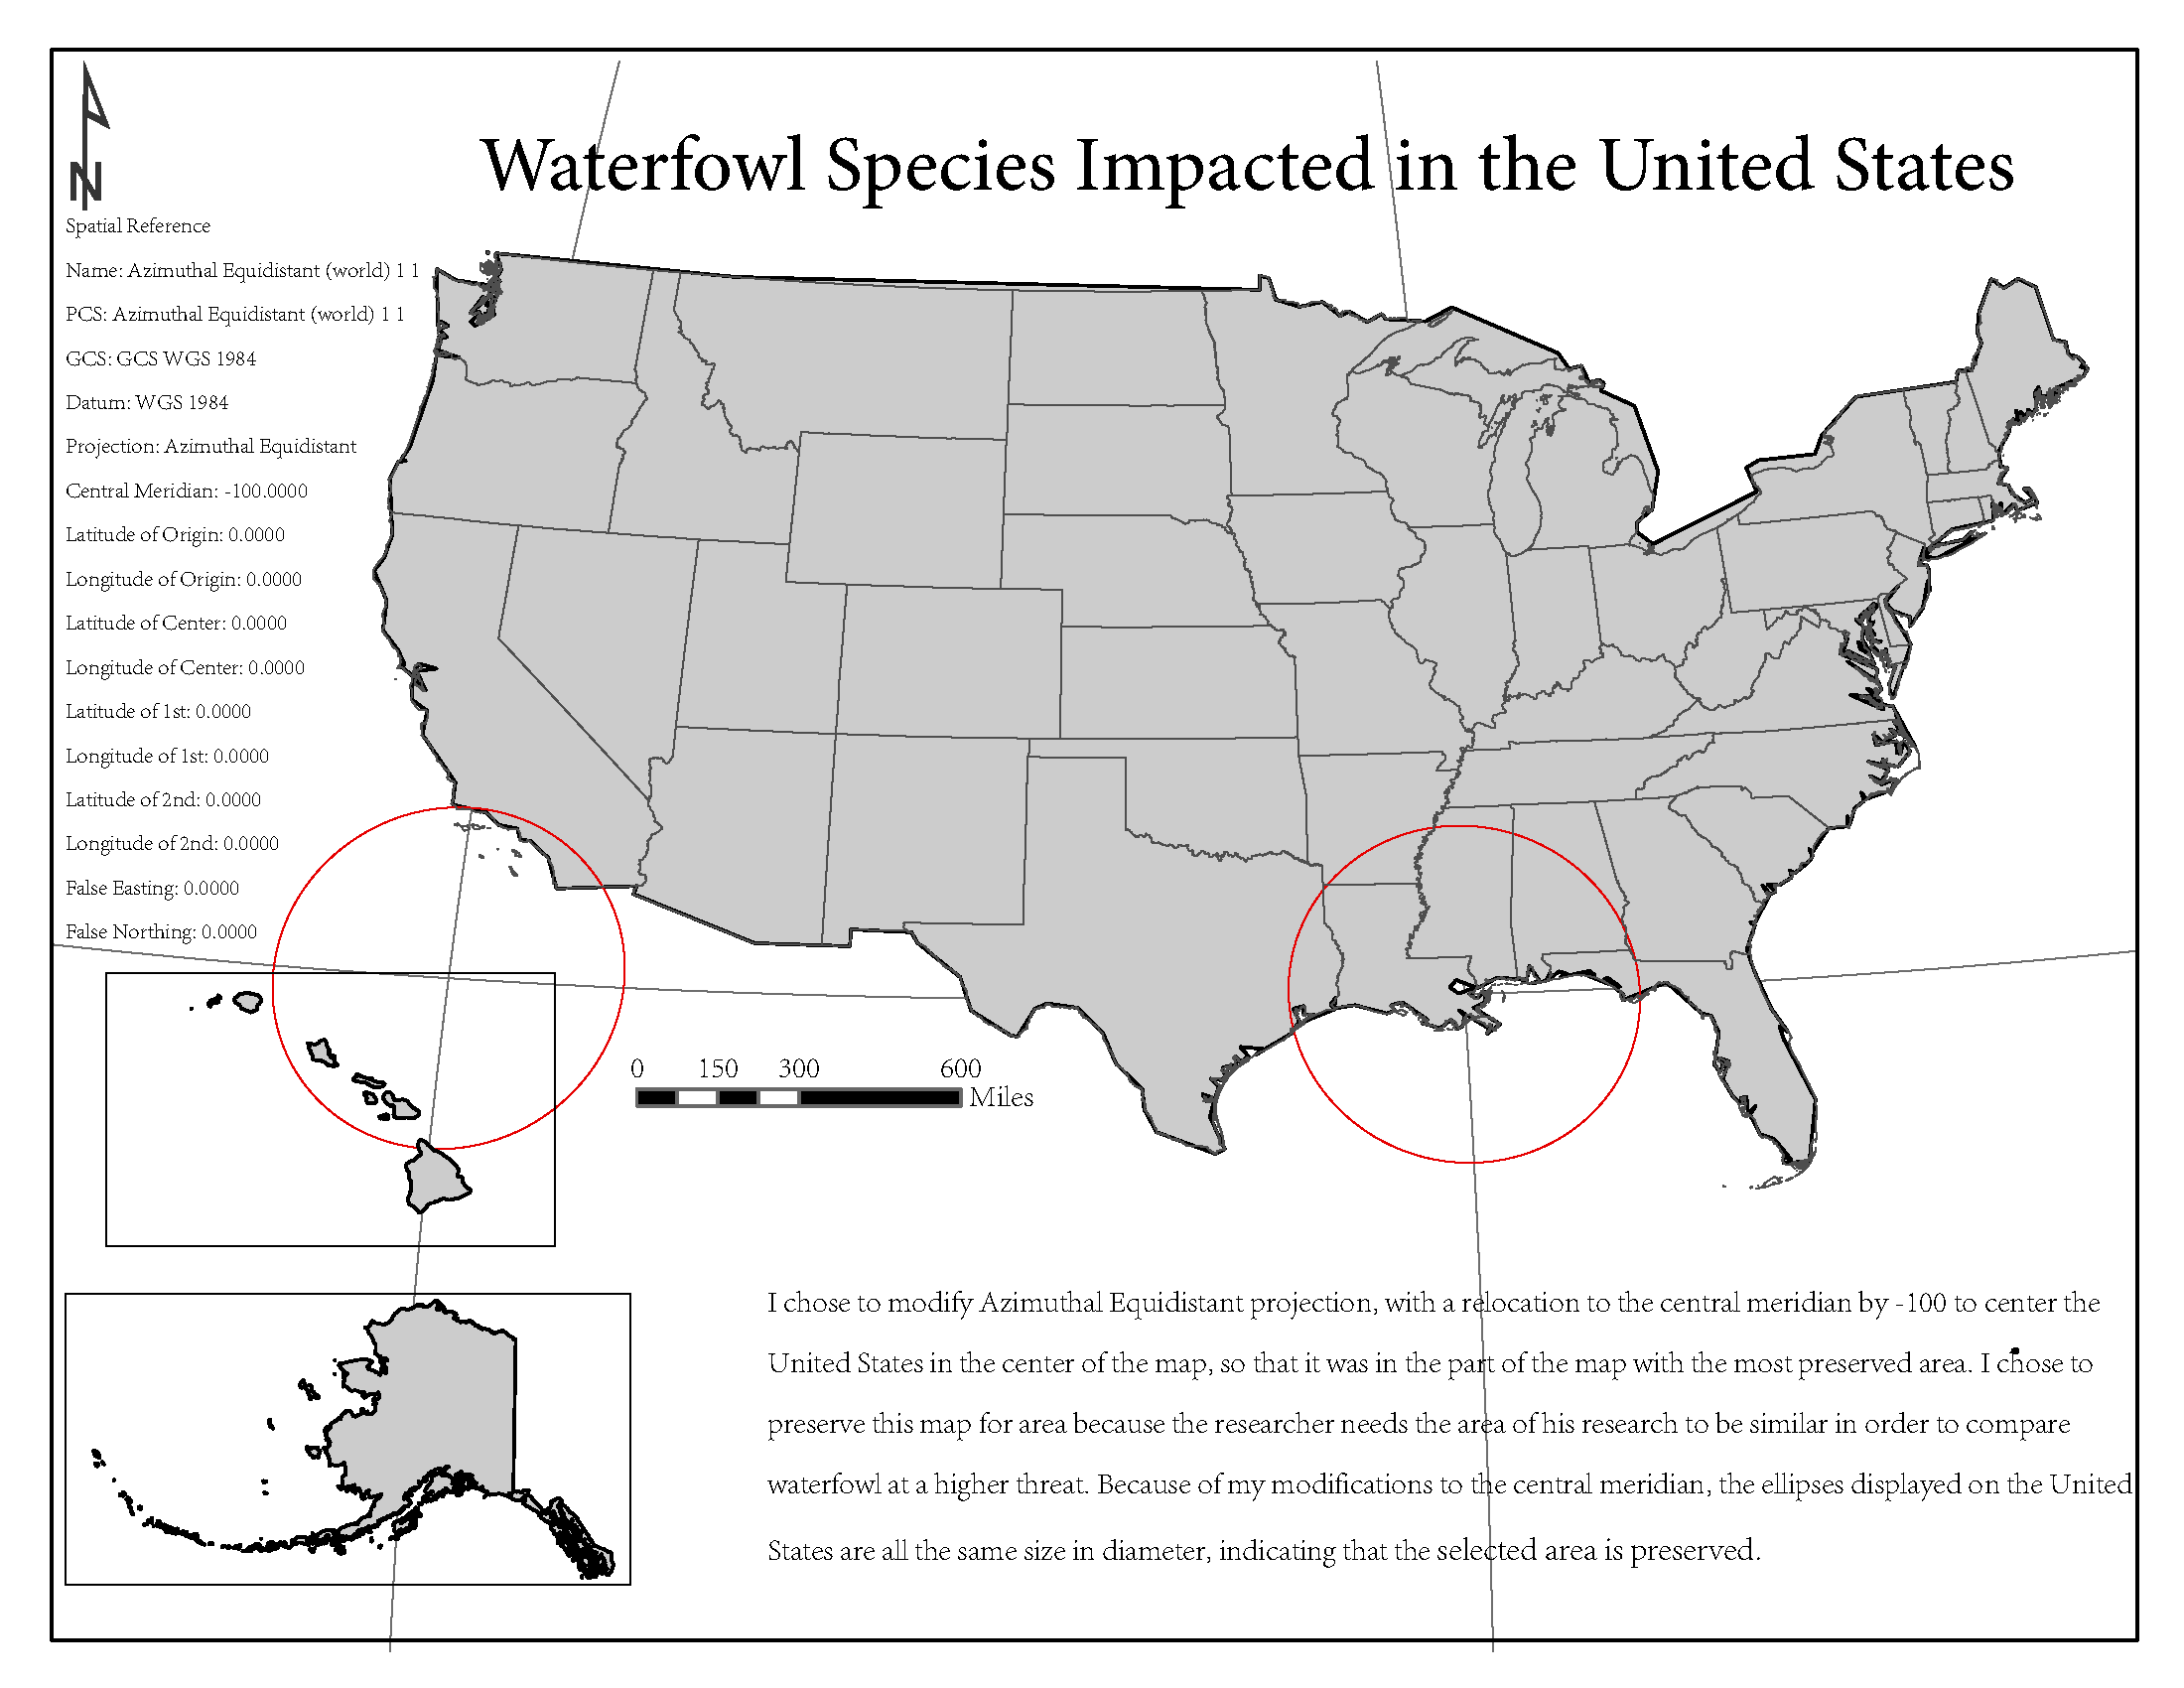 N
Waterfowl Species Impacted in the United States
Spatial Reference
Name: Azimuthal Equidistant (world) 1 1
PCS: Azimuthal Equidistant (world) 1 1
GCS: GCS WGS 1984
Datum: WGS 1984
Projection: Azimuthal Equidistant
Central Meridian: -100.0000
Latitude of Origin: 0.0000
Longitude of Origin: 0.0000
Latitude of Center: 0.0000
Longitude of Center: 0.0000
Latitude of 1st: 0.0000
Longitude of 1st: 0.0000
Latitude of 2nd: 0.0000
Longitude of 2nd: 0.0000
False Easting: 0.0000
False Northing: 0.0000
0 150 300 600
Miles
I chose to modify Azimuthal Equidistant projection, with a relocation to the central meridian by -100 to center the
United States in the center of the map, so that it was in the part of the map with the most preserved area. I chose to
preserve this map for area because the researcher needs the area of his research to be similar in order to compare
waterfowl at a higher threat. Because of my modifications to the central meridian, the ellipses displayed on the United
States are all the same size in diameter, indicating that the selected area is preserved.